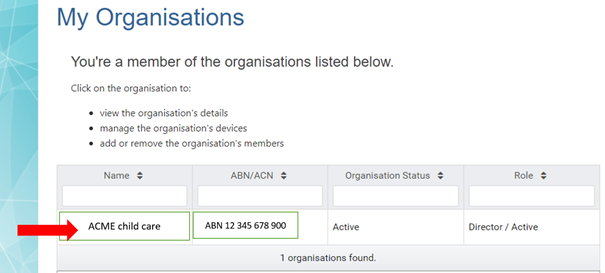 My Organisations
You're a member of the organisations listed below.
Click on the organisation to:
• view the organisation's details
• manage the organisation's devices
• add or remove the organisation's members
Name ABN/ACN Organisation Status Role
ACME child care ABN 12 345 678 900 Active Director / Active
1 organisations found.